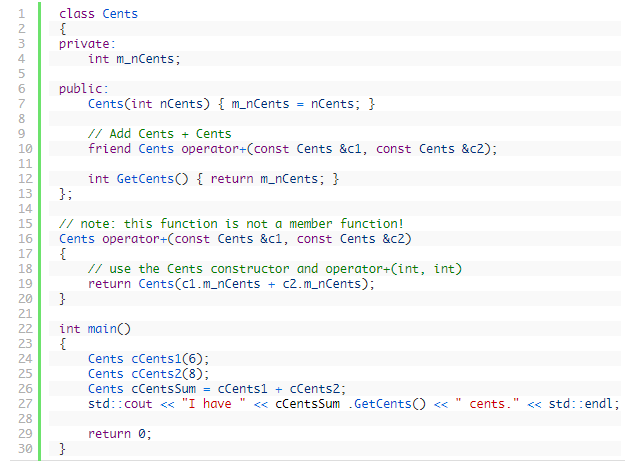 1 class Cents
2 {
3 private:
4     int m_nCents;
5
6 public:
7     Cents(int nCents) { m_nCents = nCents; }
8
9     // Add Cents + Cents
10     friend Cents operator+(const Cents &c1, const Cents &c2);
11
12     int GetCents() { return m_nCents; }
13 };
14
15 // note: this function is not a member function!
16 Cents operator+(const Cents &c1, const Cents &c2)
17 {
18     // use the Cents constructor and operator+(int, int)
19     return Cents(c1.m_nCents + c2.m_nCents);
20 }
21
22 int main()
23 {
24     Cents cCents1(6);
25     Cents cCents2(8);
26     Cents cCentsSum = cCents1 + cCents2;
27     std::cout << "I have " << cCentsSum .GetCents() << " cents." << std::endl;
28
29     return 0;
30 }